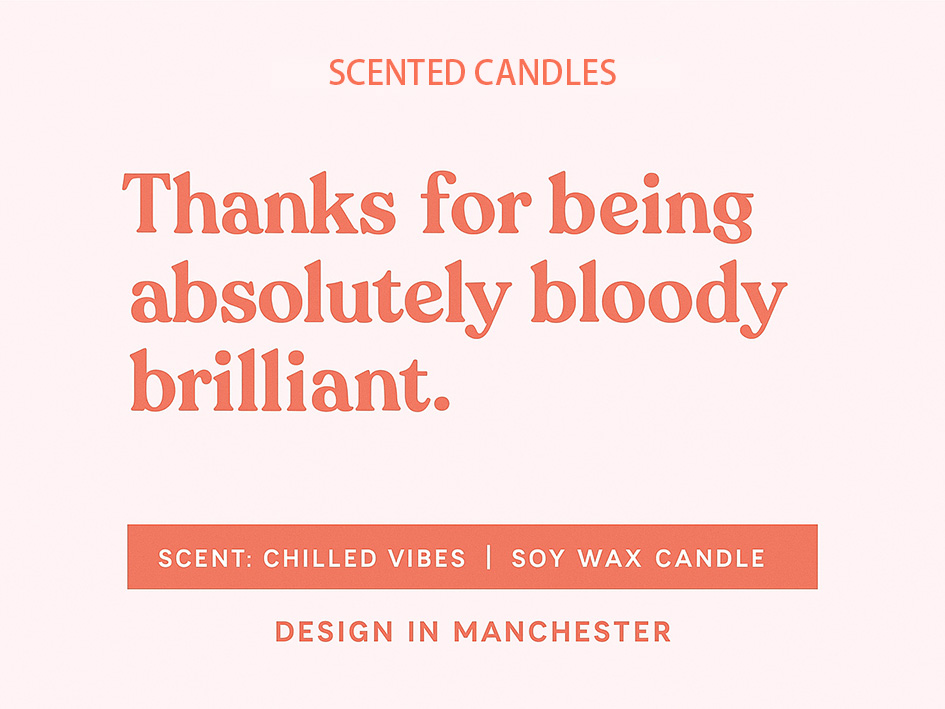 SCENTED CANDLES
Thanks for being
absolutely bloody
brilliant.
SCENT: CHILLED VIBES | SOY WAX CANDLE
DESIGN IN MANCHESTER